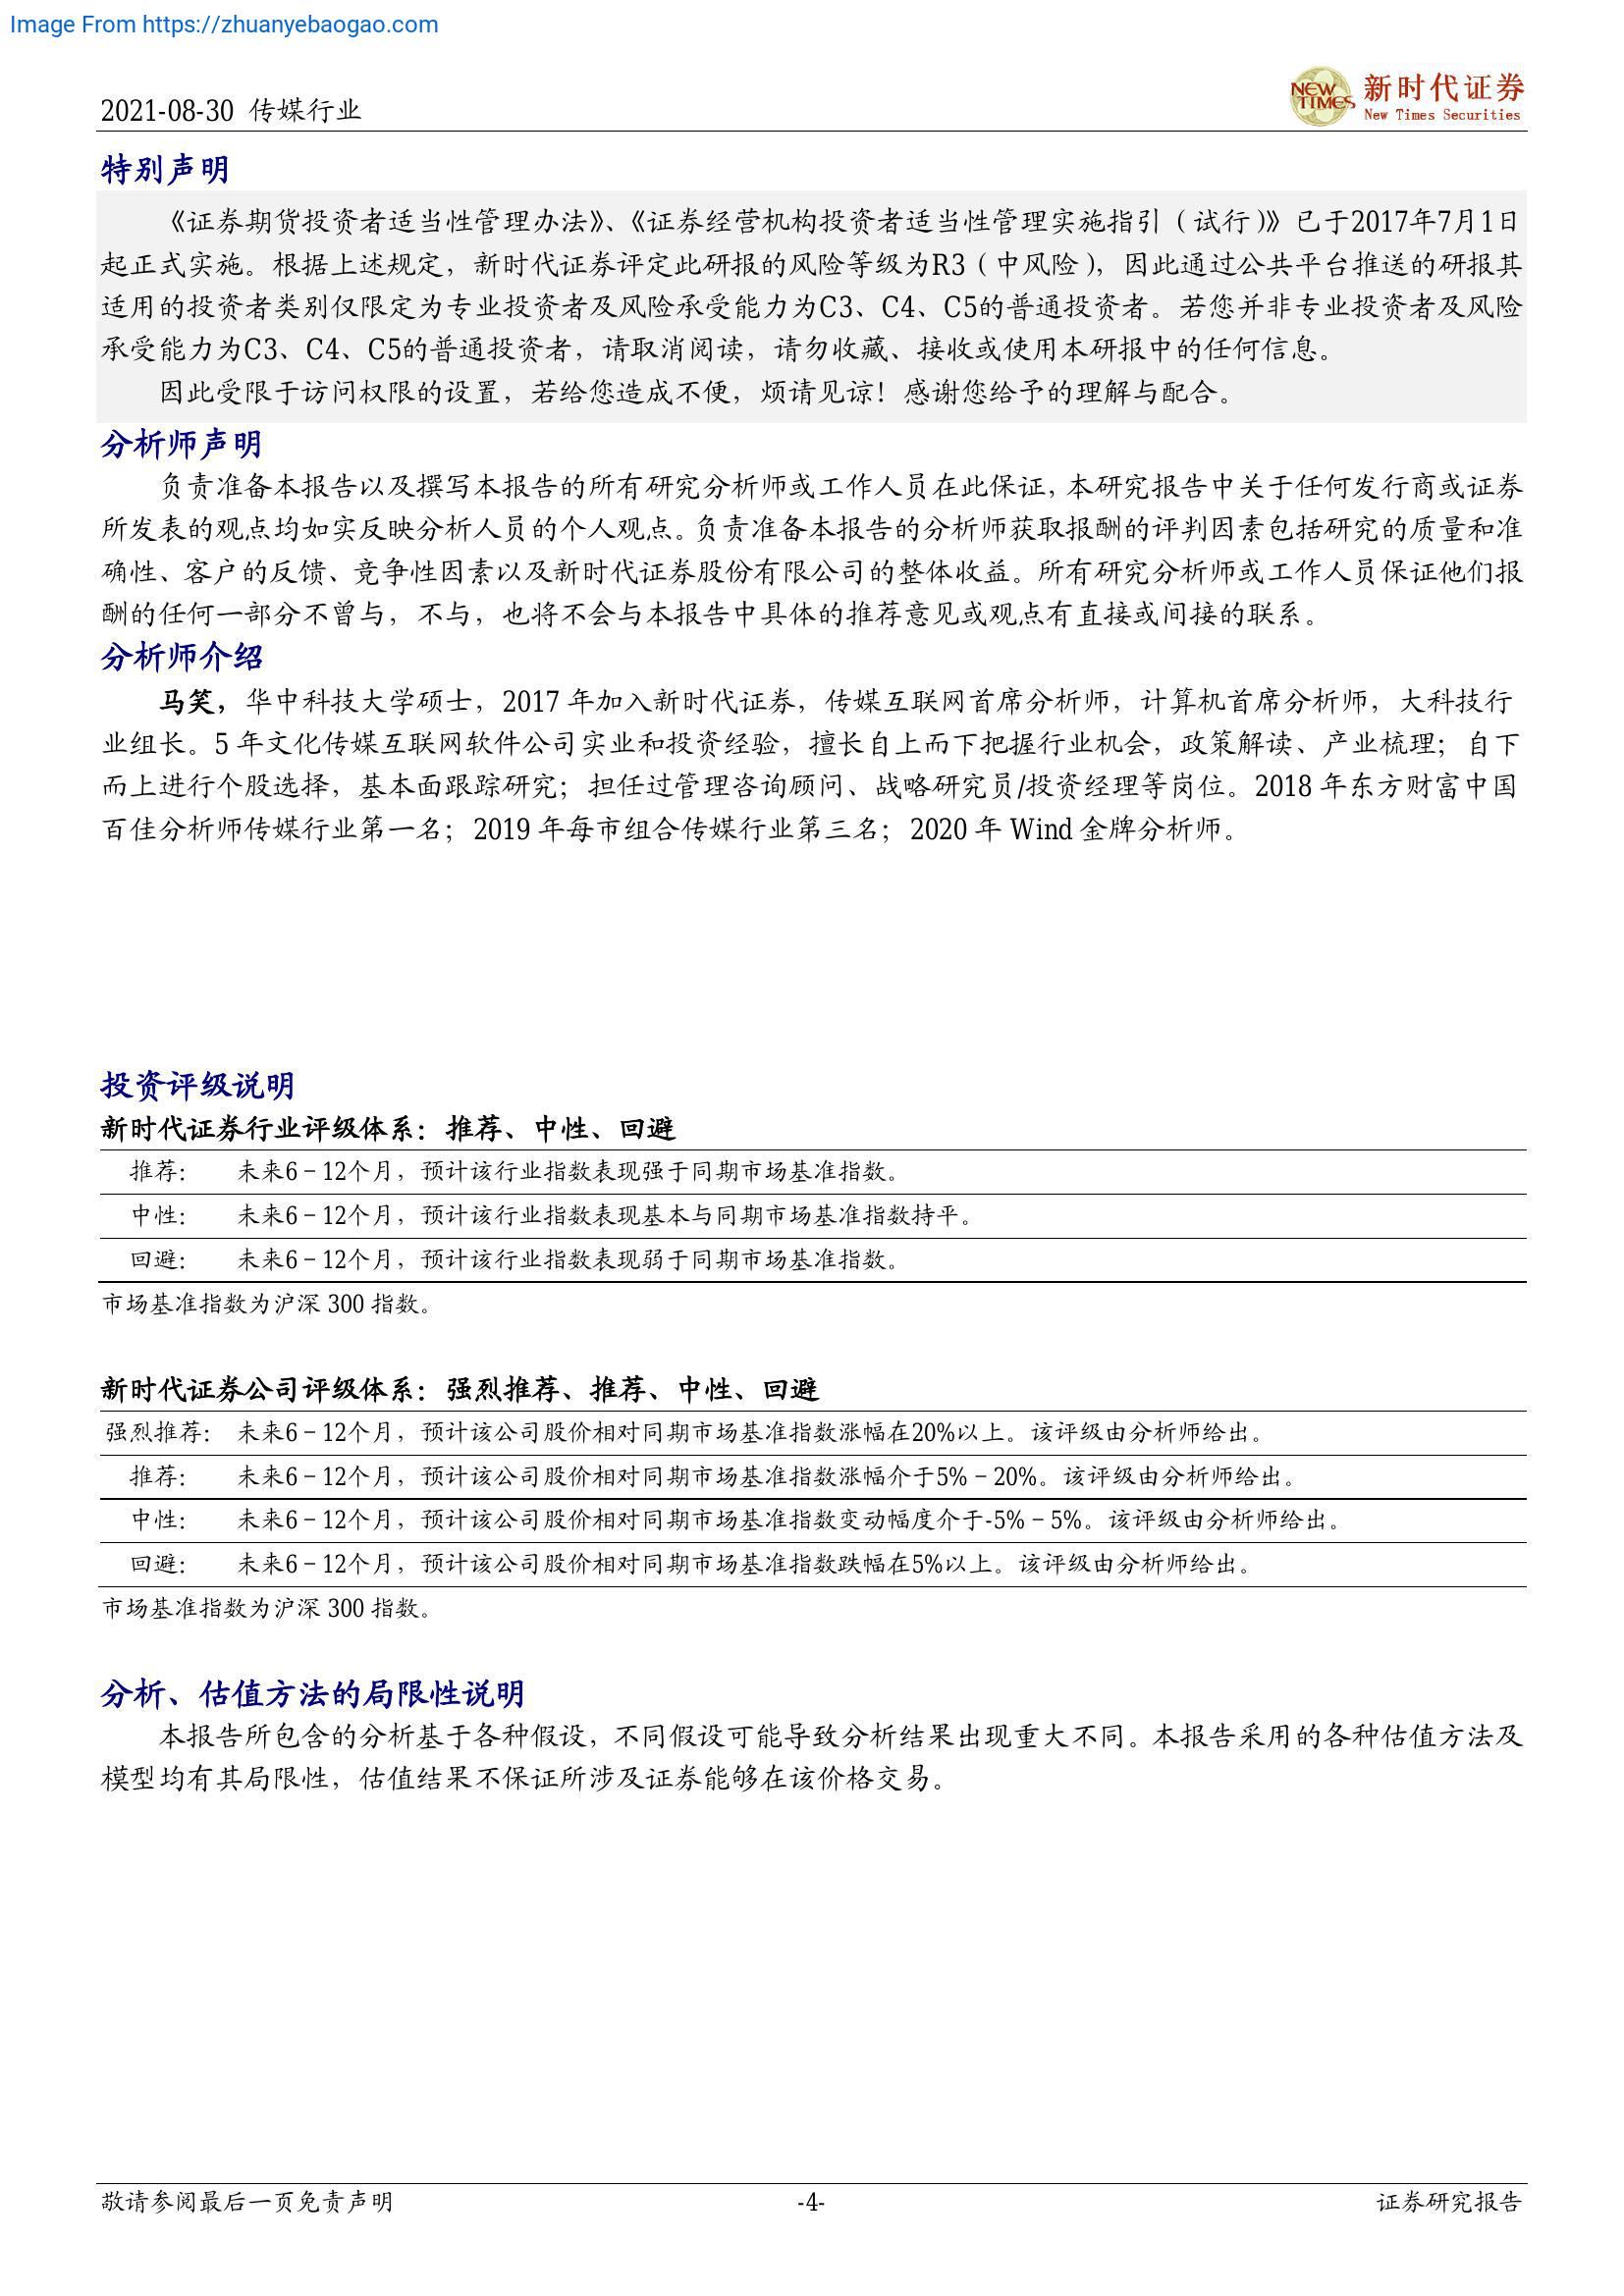 Image From https://zhuanyebaogao.com
2021-08-30 传媒行业
NEW TIMES
新时代证券
New Times Securities
特别声明
《证券期货投资者适当性管理办法》、《证券经营机构投资者适当性管理实施指引（试行）》已于2017年7月1日
起正式实施。根据上述规定，新时代证券评定此研报的风险等级为R3（中风险），因此通过公共平台推送的研报其
适用的投资者类别仅限定为专业投资者及风险承受能力为C3、C4、C5的普通投资者。若您并非专业投资者及风险
承受能力为C3、C4、C5的普通投资者，请取消阅读，请勿收藏、接收或使用本研报中的任何信息。
因此受限于访问权限的设置，若给您造成不便，烦请见谅！感谢您给予的理解与配合。
分析师声明
负责准备本报告以及撰写本报告的所有研究分析师或工作人员在此保证，本研究报告中关于任何发行商或证券
所发表的观点均如实反映分析人员的个人观点。负责准备本报告的分析师获取报酬的评判因素包括研究的质量和准
确性、客户的反馈、竞争性因素以及新时代证券股份有限公司的整体收益。所有研究分析师或工作人员保证他们报
酬的任何一部分不曾与，不与，也将不会与本报告中具体的推荐意见或观点有直接或间接的联系。
分析师介绍
马笑，华中科技大学硕士，2017 年加入新时代证券，传媒互联网首席分析师，计算机首席分析师，大科技行
业组长。5 年文化传媒互联网软件公司实业和投资经验，擅长自上而下把握行业机会，政策解读、产业梳理；自下
而上进行个股选择，基本面跟踪研究；担任过管理咨询顾问、战略研究员/投资经理等岗位。2018 年东方财富中国
百佳分析师传媒行业第一名；2019 年每市组合传媒行业第三名；2020 年 Wind 金牌分析师。
投资评级说明
新时代证券行业评级体系：推荐、中性、回避
推荐： 未来6－12个月，预计该行业指数表现强于同期市场基准指数。
中性： 未来6－12个月，预计该行业指数表现基本与同期市场基准指数持平。
回避： 未来6－12个月，预计该行业指数表现弱于同期市场基准指数。
市场基准指数为沪深 300 指数。
新时代证券公司评级体系：强烈推荐、推荐、中性、回避
强烈推荐： 未来6－12个月，预计该公司股价相对同期市场基准指数涨幅在20%以上。该评级由分析师给出。
推荐： 未来6－12个月，预计该公司股价相对同期市场基准指数涨幅介于5%－20%。该评级由分析师给出。
中性： 未来6－12个月，预计该公司股价相对同期市场基准指数变动幅度介于-5%－5%。该评级由分析师给出。
回避： 未来6－12个月，预计该公司股价相对同期市场基准指数跌幅在5%以上。该评级由分析师给出。
市场基准指数为沪深 300 指数。
分析、估值方法的局限性说明
本报告所包含的分析基于各种假设，不同假设可能导致分析结果出现重大不同。本报告采用的各种估值方法及
模型均有其局限性，估值结果不保证所涉及证券能够在该价格交易。
敬请参阅最后一页免责声明 -4- 证券研究报告